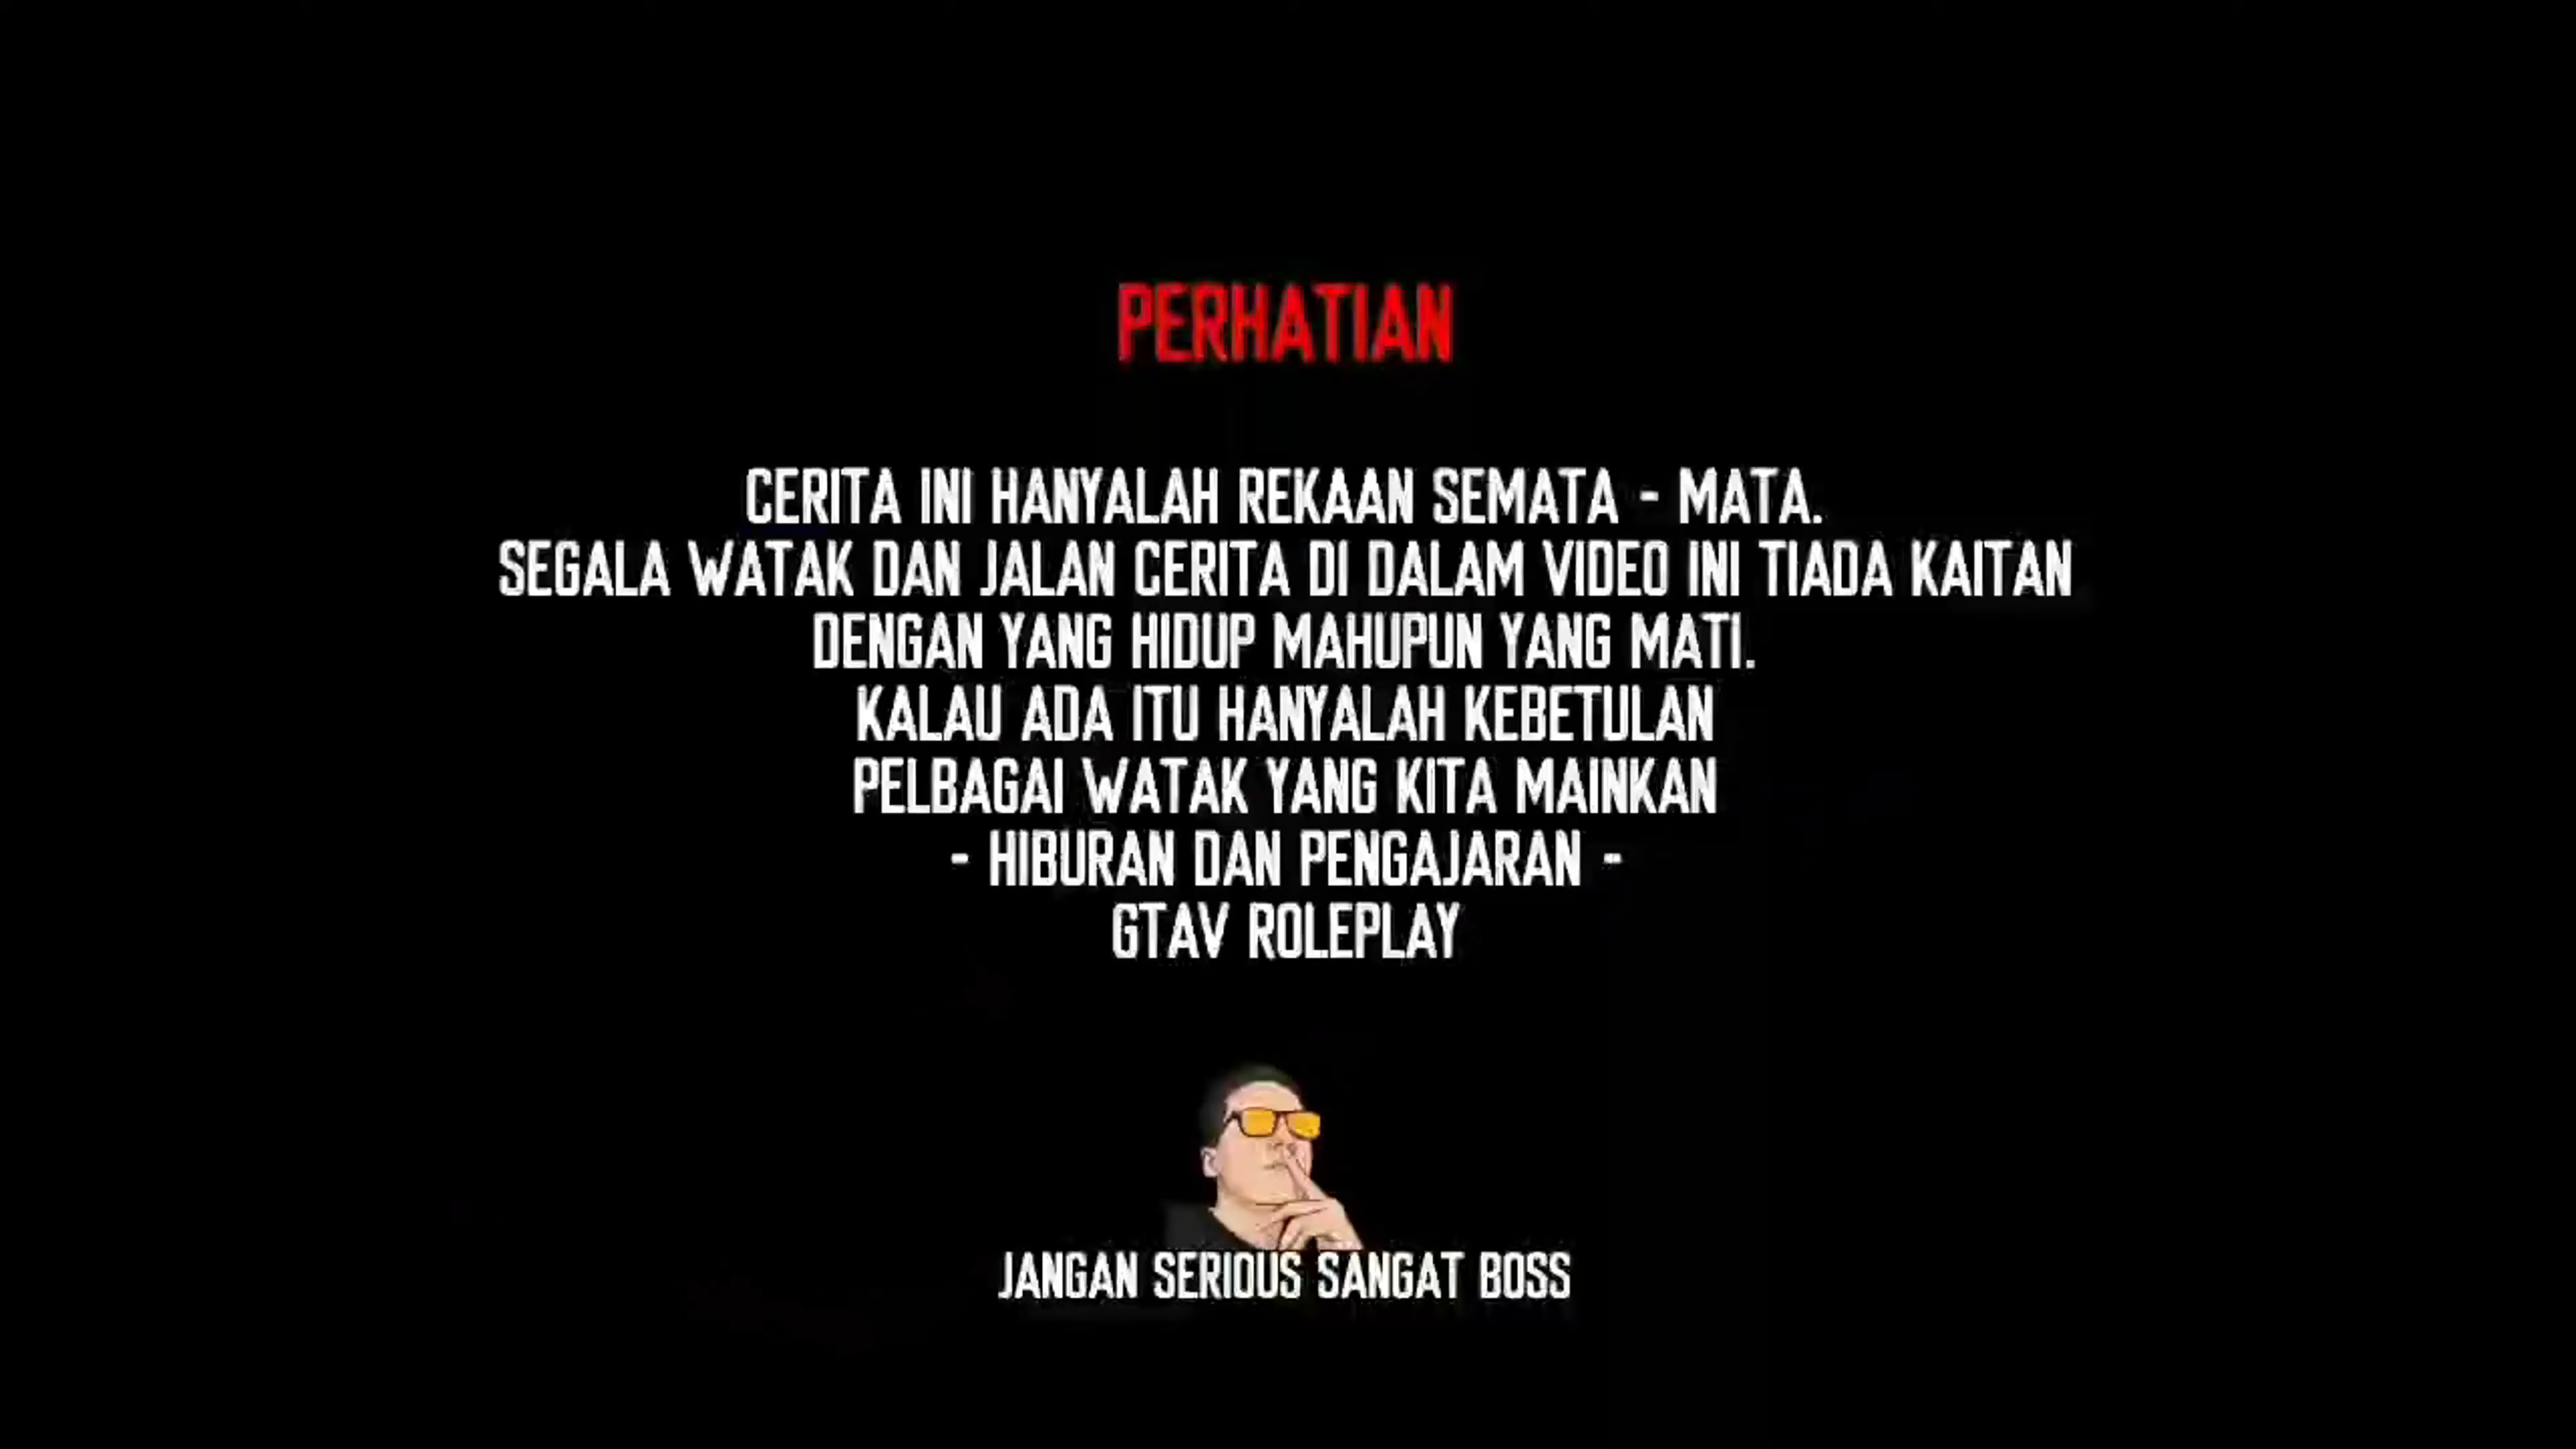 PERHATIAN
CERITA INI HANYALAH REKAAN SEMATA - MATA.
SEGALA WATAK DAN JALAN CERITA DI DALAM VIDEO INI TIADA KAITAN
DENGAN YANG HIDUP MAHUPUN YANG MATI.
KALAU ADA ITU HANYALAH KEBETULAN
PELBAGAI WATAK YANG KITA MAINKAN
- HIBURAN DAN PENGAJARAN -
GTAV ROLEPLAY
JANGAN SERIOUS SANGAT BOSS